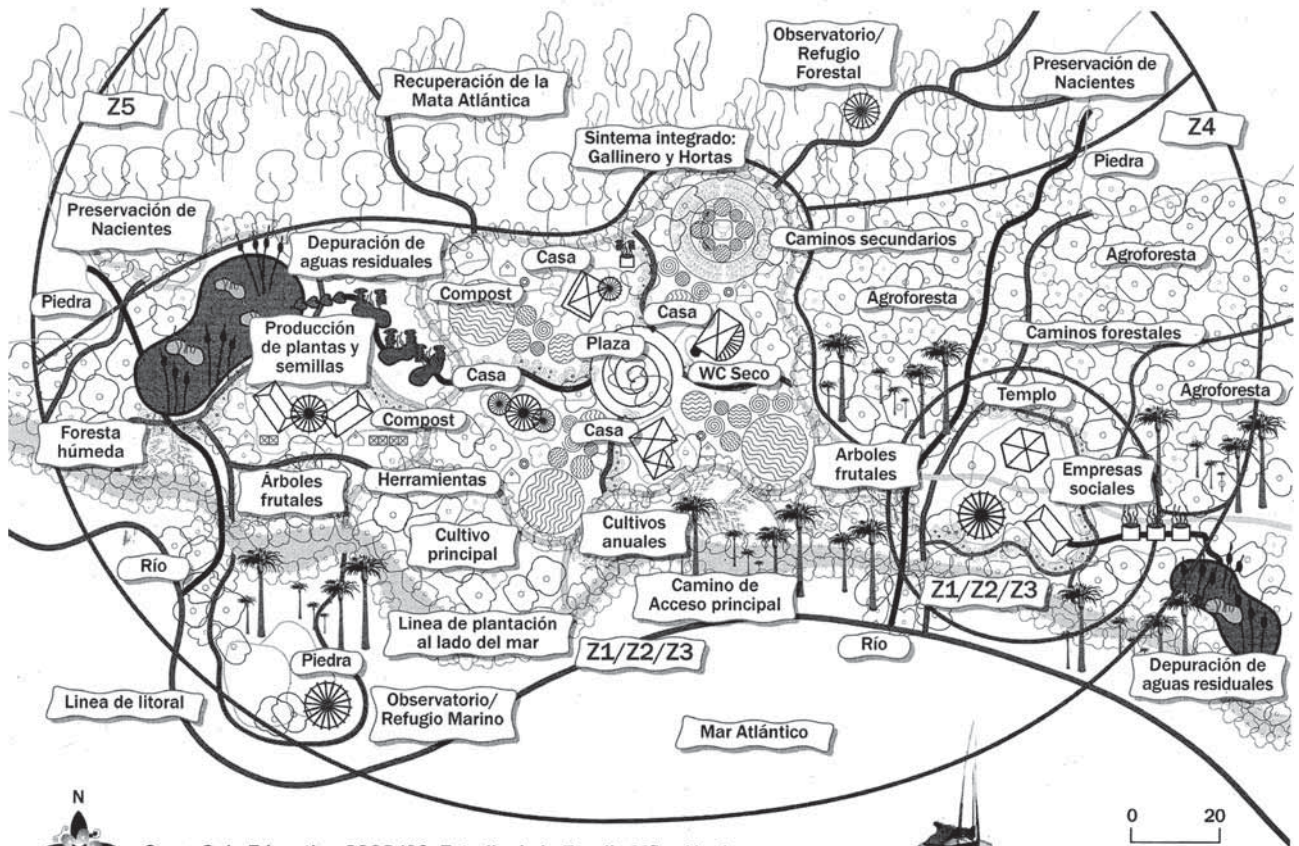 Observatorio/
Refugio
Forestal
Preservación de
Nacientes
Recuperación de la
Mata Atlántica
Z5
Z4
Sintema integrado:
Gallinero y Hortas
Piedra
Preservación de
Nacientes
Depuración de
aguas residuales
Casa
Caminos secundarios
Agroforesta
Piedra
Compost
Agroforesta
Casa
Producción
de plantas y
semillas
Plaza
Caminos forestales
Casa
WC Seco
Agroforesta
Templo
Compost
Foresta
húmeda
Casa
Árboles
frutales
Herramientas
Arboles
frutales
Empresas
sociales
Cultivo
principal
Cultivos
anuales
Río
Camino de
Acceso principal
Z1/Z2/Z3
Linea de plantación
al lado del mar
Z1/Z2/Z3
Río
Piedra
Depuración de
aguas residuales
Linea de litoral
Observatorio/
Refugio Marino
Mar Atlántico
N
0 20